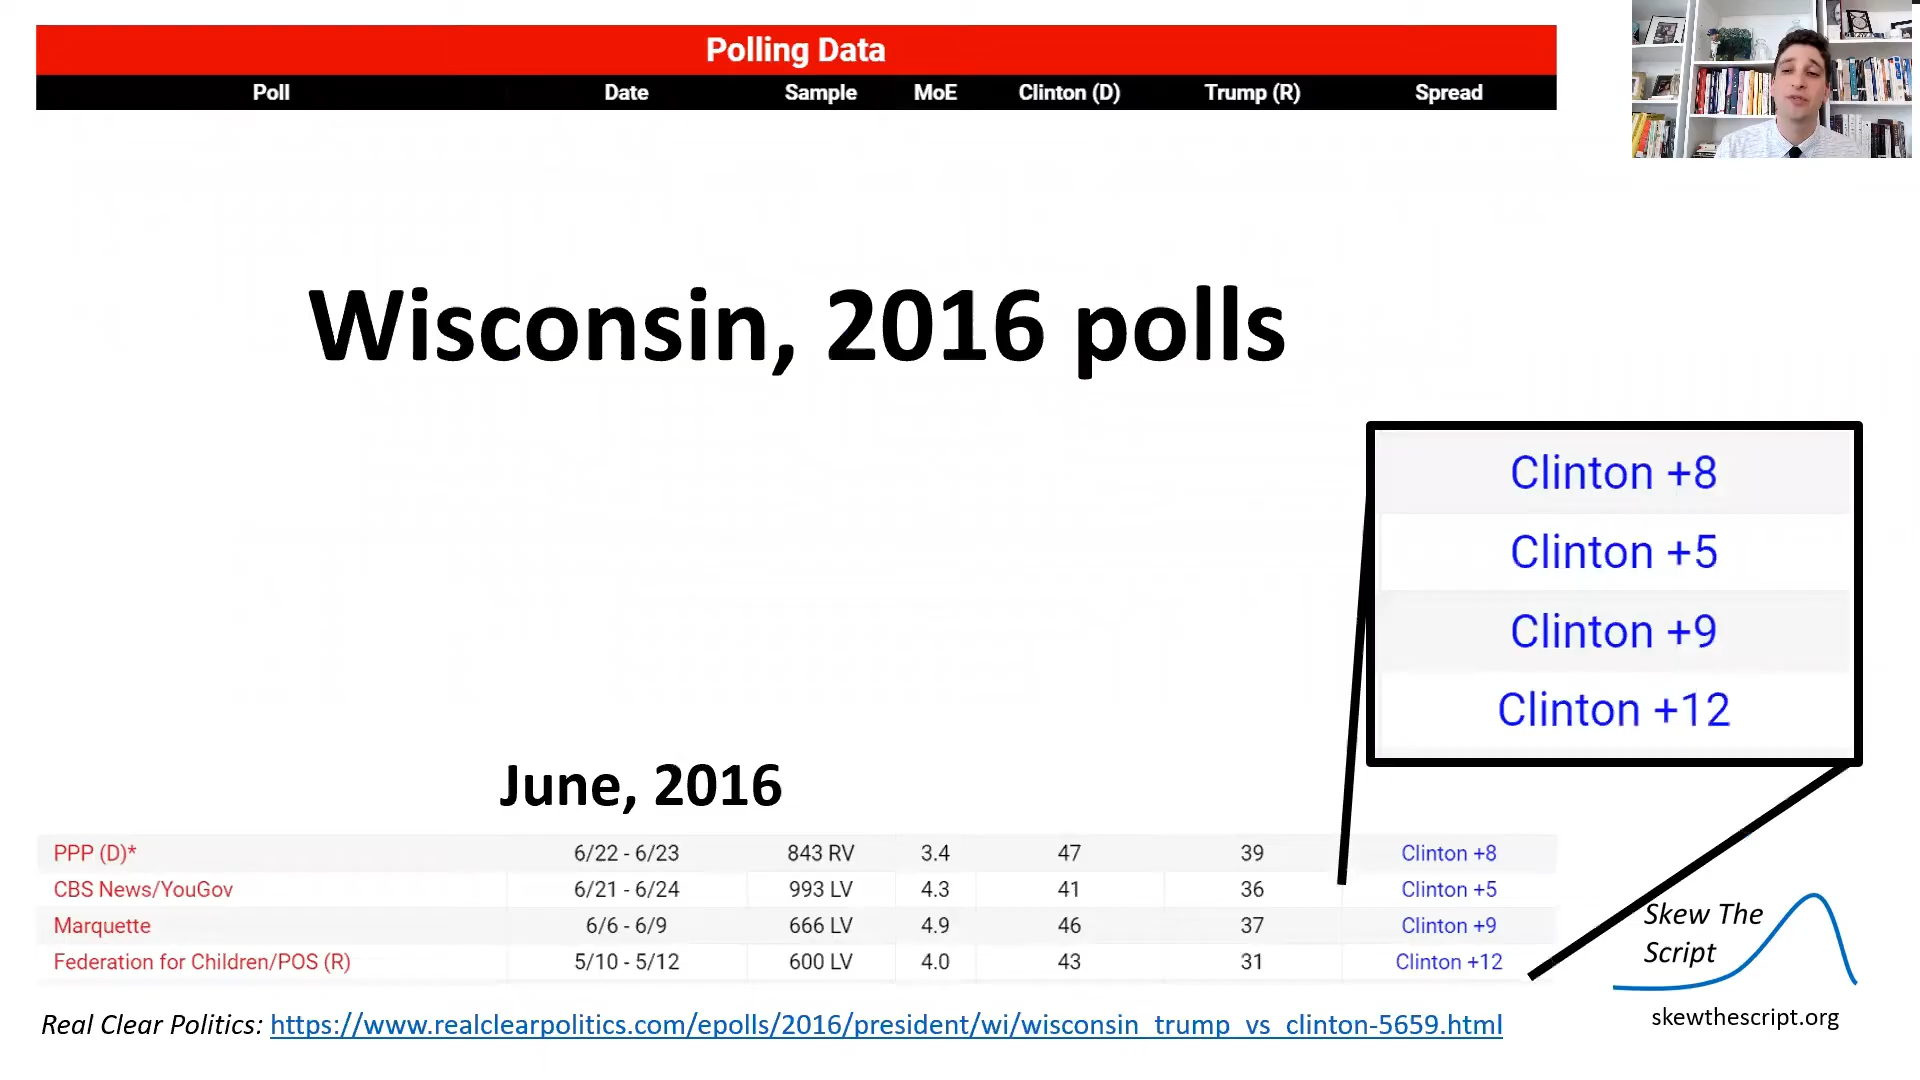 Polling Data
Poll Date Sample MoE Clinton (D) Trump (R) Spread
Wisconsin, 2016 polls
Clinton +8
Clinton +5
Clinton +9
Clinton +12
June, 2016
PPP (D)* 6/22 - 6/23 843 RV 3.4 47 39 Clinton +8
CBS News/YouGov 6/21 - 6/24 993 LV 4.3 41 36 Clinton +5
Marquette 6/6 - 6/9 666 LV 4.9 46 37 Clinton +9
Federation for Children/POS (R) 5/10 - 5/12 600 LV 4.0 43 31 Clinton +12
Skew The
Script
skewthescript.org
Real Clear Politics: https://www.realclearpolitics.com/epolls/2016/president/wi/wisconsin_trump_vs_clinton-5659.html